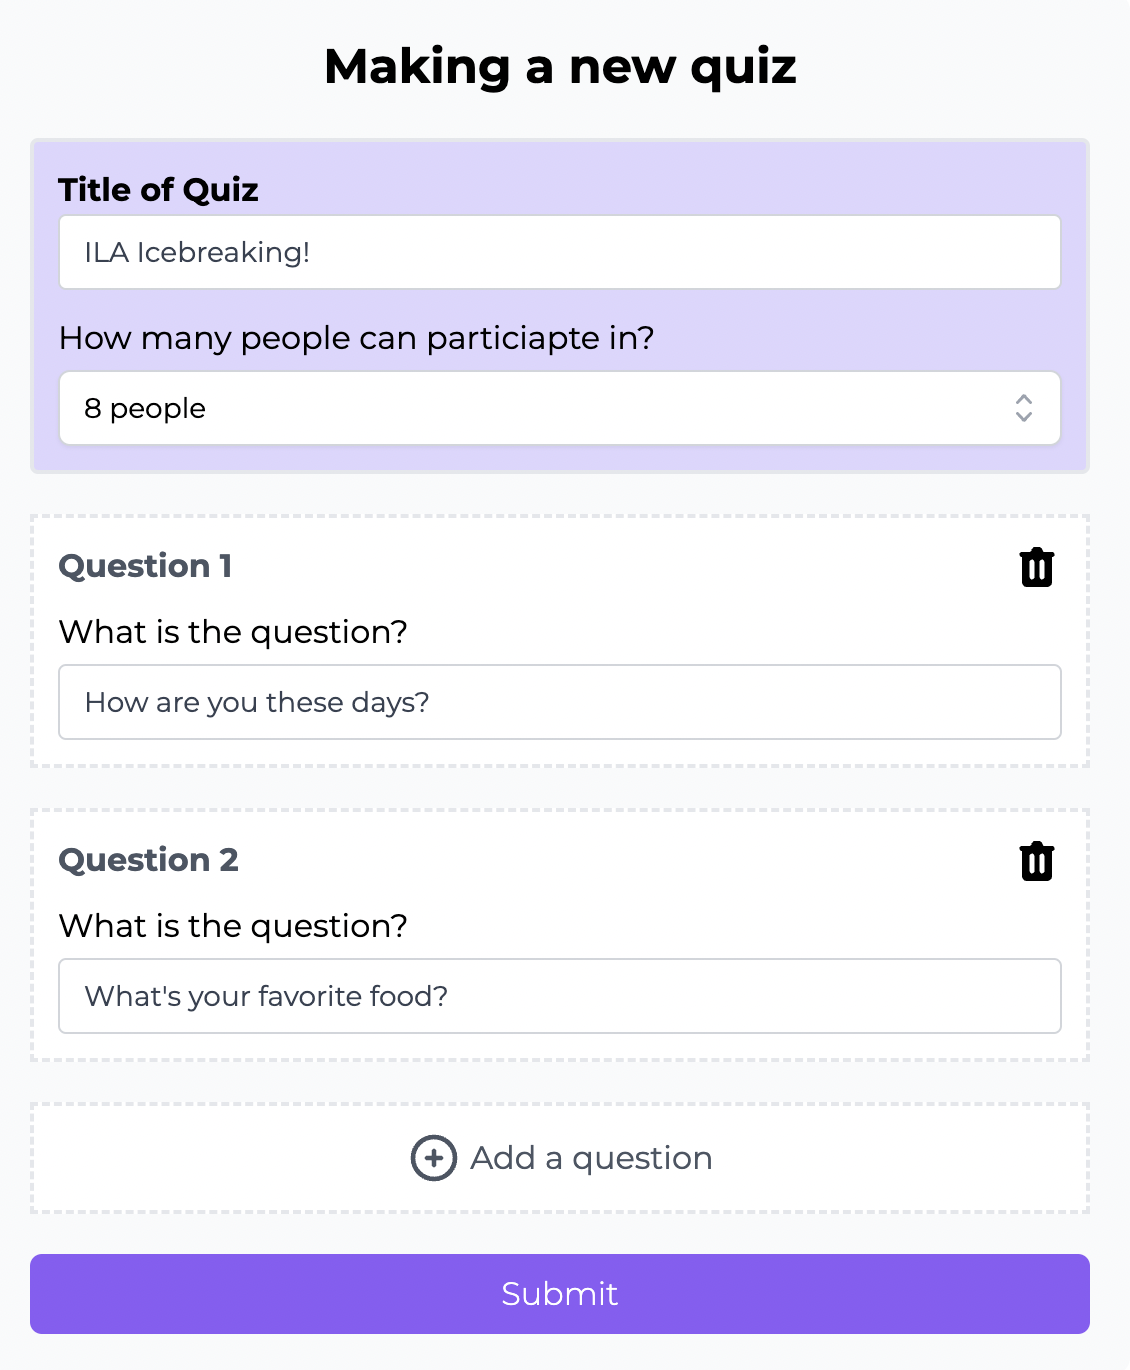 Making a new quiz
Title of Quiz
ILA Icebreaking!
How many people can particiapte in?
8 people
Question 1
What is the question?
How are you these days?
Question 2
What is the question?
What's your favorite food?
Add a question
Submit